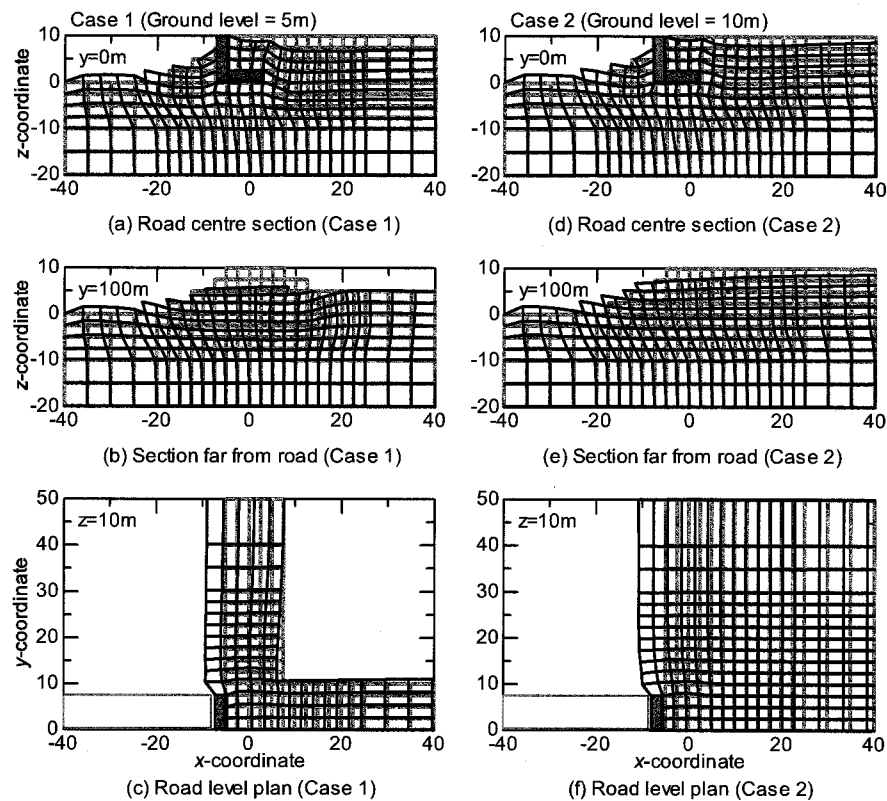 Case 1 (Ground level = 5m)
Case 2 (Ground level = 10m)
z-coordinate
10
0
-10
-20
y=0m
-40 -20 0 20 40
(a) Road centre section (Case 1)
10
0
-10
-20
y=0m
-40 -20 0 20 40
(d) Road centre section (Case 2)
z-coordinate
10
0
-10
-20
y=100m
-40 -20 0 20 40
(b) Section far from road (Case 1)
10
0
-10
-20
y=100m
-40 -20 0 20 40
(e) Section far from road (Case 2)
y-coordinate
50
40
30
20
10
0
z=10m
-40 -20 0 20 40
x-coordinate
(c) Road level plan (Case 1)
50
40
30
20
10
0
z=10m
-40 -20 0 20 40
x-coordinate
(f) Road level plan (Case 2)